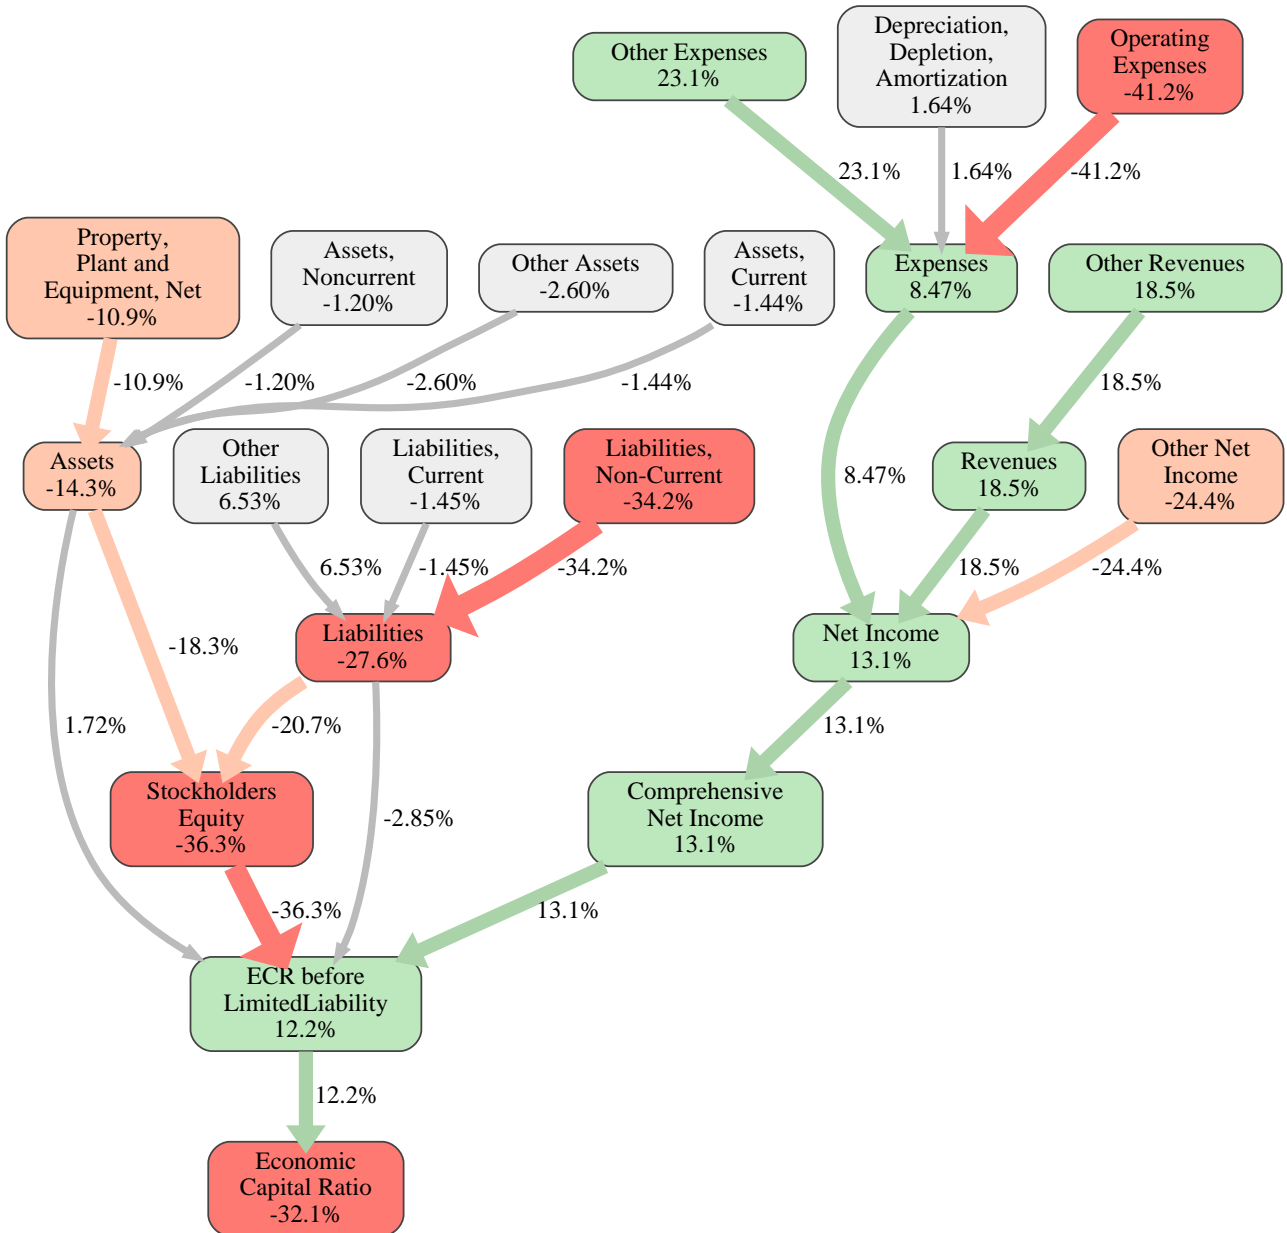 Other Expenses
23.1%
Depreciation,
Depletion,
Amortization
1.64%
Operating
Expenses
-41.2%
23.1%
1.64%
-41.2%
Property,
Plant and
Equipment, Net
-10.9%
Assets,
Noncurrent
-1.20%
Other Assets
-2.60%
Assets,
Current
-1.44%
Expenses
8.47%
Other Revenues
18.5%
-10.9%
-1.20%
-2.60%
-1.44%
18.5%
Assets
-14.3%
Other
Liabilities
6.53%
Liabilities,
Current
-1.45%
Liabilities,
Non-Current
-34.2%
8.47%
Revenues
18.5%
Other Net
Income
-24.4%
6.53%
-1.45%
-34.2%
18.5%
-24.4%
-18.3%
Liabilities
-27.6%
Net Income
13.1%
1.72%
-20.7%
13.1%
Stockholders
Equity
-36.3%
-2.85%
Comprehensive
Net Income
13.1%
-36.3%
13.1%
ECR before
LimitedLiability
12.2%
12.2%
Economic
Capital Ratio
-32.1%